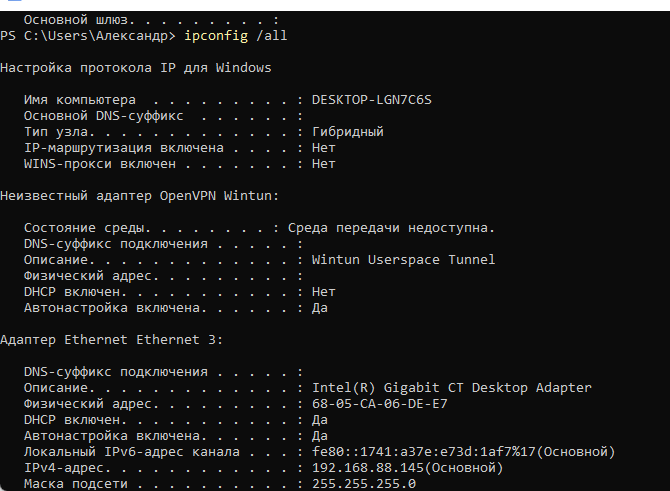 Основной шлюз. . . . . . . . . :
PS C:\Users\Александр> ipconfig /all
Настройка протокола IP для Windows
Имя компьютера . . . . . . . . . : DESKTOP-LGN7C6S
Основной DNS-суффикс . . . . . . :
Тип узла. . . . . . . . . . . . . : Гибридный
IP-маршрутизация включена . . . . : Нет
WINS-прокси включен . . . . . . . : Нет
Неизвестный адаптер OpenVPN Wintun:
Состояние среды. . . . . . . . : Среда передачи недоступна.
DNS-суффикс подключения . . . . . :
Описание. . . . . . . . . . . . . : Wintun Userspace Tunnel
Физический адрес. . . . . . . . . :
DHCP включен. . . . . . . . . . . : Нет
Автонастройка включена. . . . . . : Да
Адаптер Ethernet Ethernet 3:
DNS-суффикс подключения . . . . . :
Описание. . . . . . . . . . . . . : Intel(R) Gigabit CT Desktop Adapter
Физический адрес. . . . . . . . . : 68-05-CA-06-DE-E7
DHCP включен. . . . . . . . . . . : Да
Автонастройка включена. . . . . . : Да
Локальный IPv6-адрес канала . . . : fe80::1741:a37e:e73d:1af7%17(Основной)
IPv4-адрес. . . . . . . . . . . . : 192.168.88.145(Основной)
Маска подсети . . . . . . . . . . : 255.255.255.0